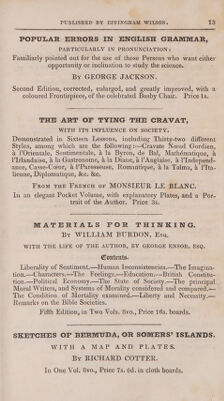 PUBLISHED BY EFFINGHAM WILSON. 13
POPULAR ERRORS IN ENGLISH GRAMMAR,
PARTICULARLY IN PRONUNCIATION:
Familiarly pointed out for the use of those Persons who want either
opportunity or inclination to study the science.
By GEORGE JACKSON.
Second Edition, corrected, enlarged, and greatly improved, with a
coloured Frontispiece, of the celebrated Busby Chair. Price 1s.
THE ART OF TYING THE CRAVAT,
WITH ITS INFLUENCE ON SOCIETY.
Demonstrated in Sixteen Lessons, including Thirty-two different
Styles, among which are the following:—Cravate Nœud Gordien,
à l'Orientale, Sentimentale, à la Byron, de Bal, Mathématique, à
l'Irlandaise, à la Gastronome, à la Diane, à l'Anglaise, à l'Independ-
ance, Casse-Cœur, à l'Paresseuse, Romantique, à la Talma, à l'Ita-
lienne, Diplomatique, &c. &c.
From the French of MONSIEUR LE BLANC.
In an elegant Pocket Volume, with explanatory Plates, and a Por-
trait of the Author. Price 3s.
MATERIALS FOR THINKING.
By WILLIAM BURDON, Esq.
WITH THE LIFE OF THE AUTHOR, BY GEORGE ENSOR, ESQ.
Contents.
Liberality of Sentiment.—Human Inconsistencies.—The Imagina-
tion.—Characters.—The Feelings.—Education.—British Constitu-
tion.—Political Economy.—The State of Society.—The principal
Moral Writers, and Systems of Morality considered and compared.—
The Condition of Mortality examined.—Liberty and Necessity.—
Remarks on the Bible Societies.
Fifth Edition, in Two Vols. 8vo., Price 16s. boards.
SKETCHES OF BERMUDA, OR SOMERS' ISLANDS.
WITH A MAP AND PLATES.
By RICHARD COTTER.
In One Vol. 8vo., Price 7s. 6d. in cloth boards.